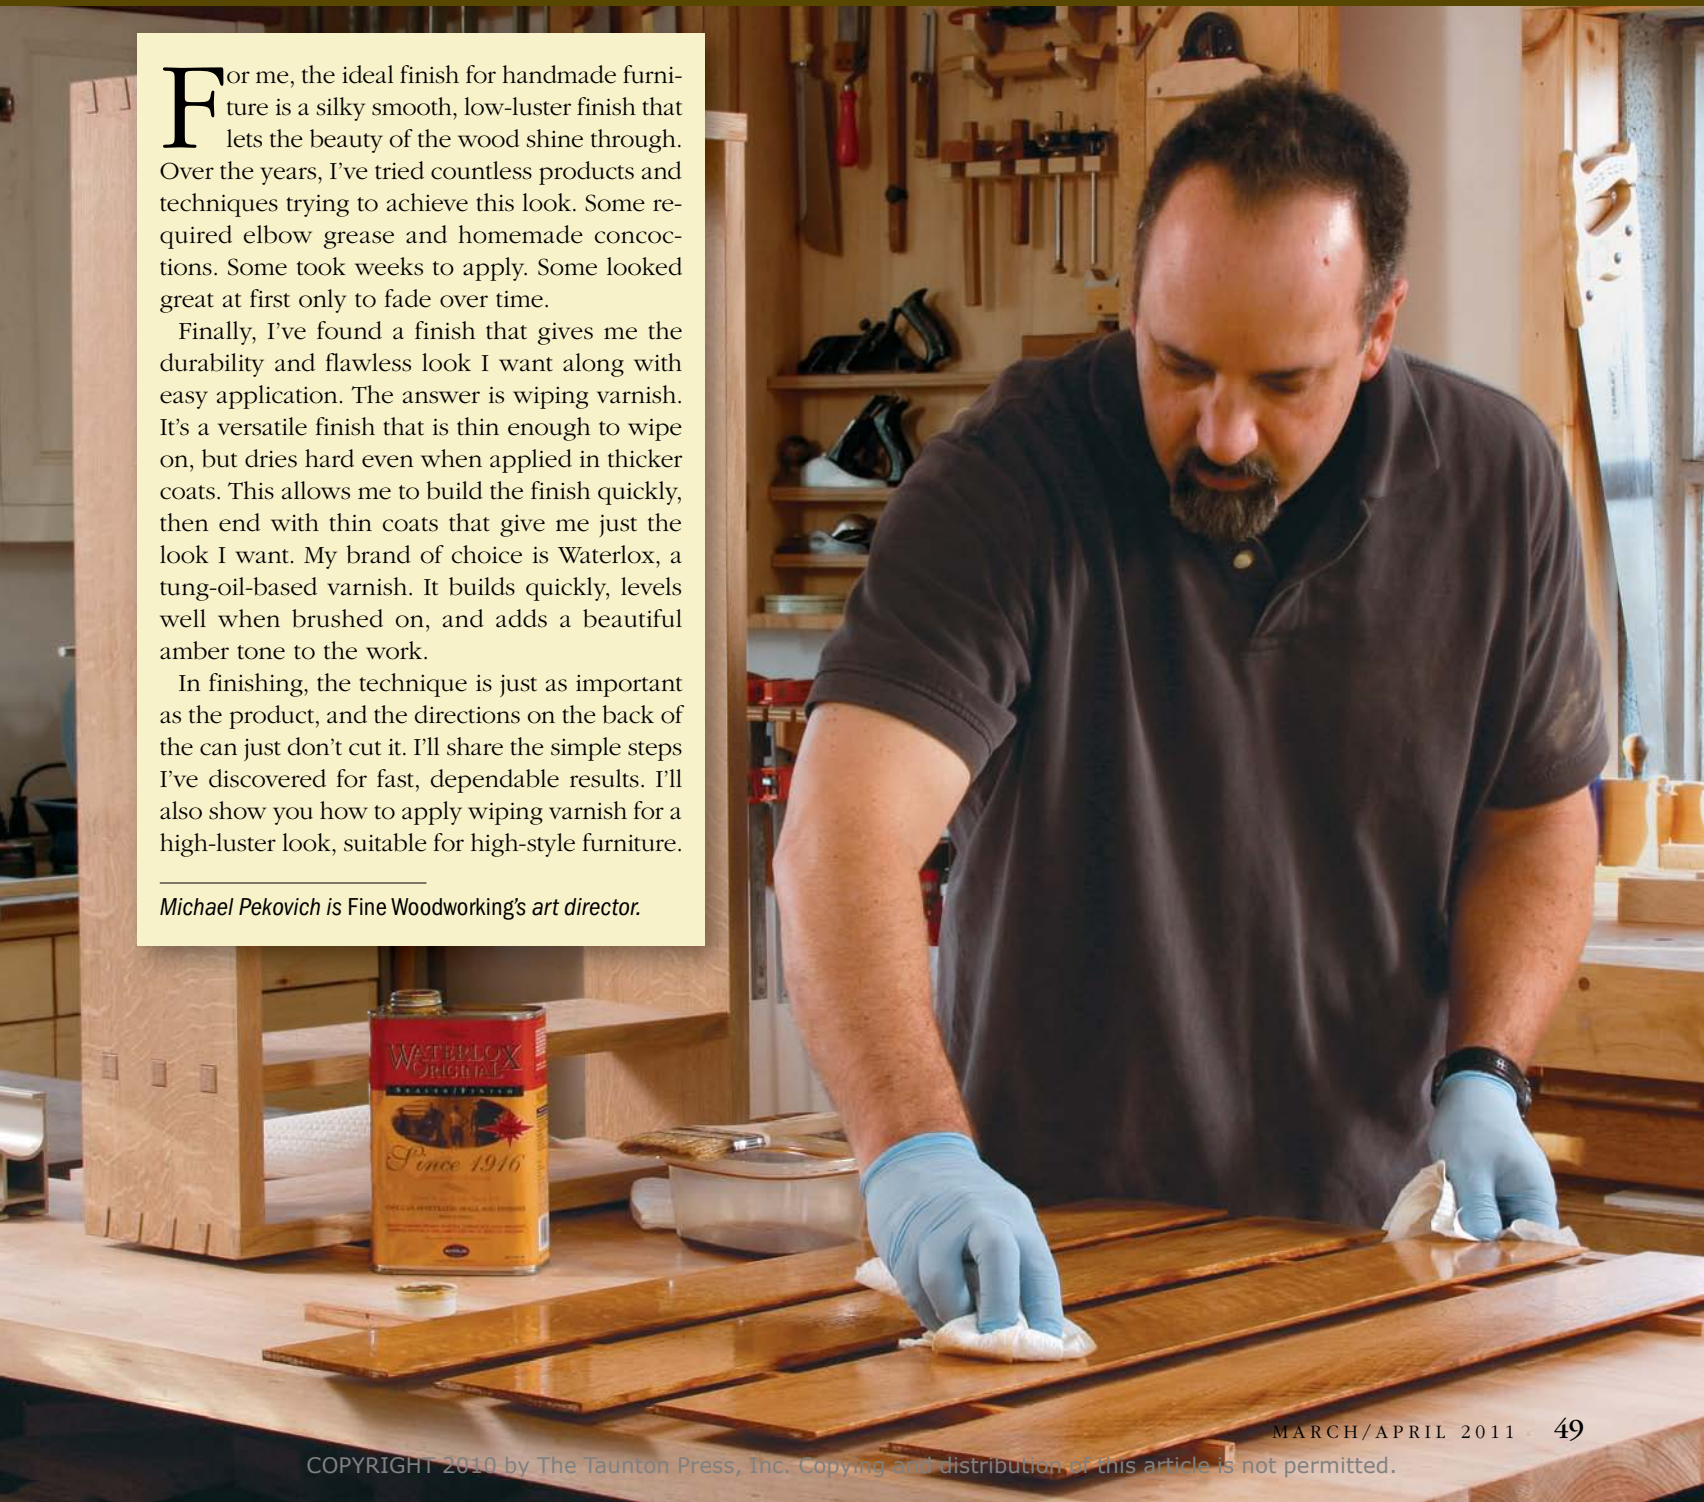 For me, the ideal finish for handmade furni-
ture is a silky smooth, low-luster finish that
lets the beauty of the wood shine through.
Over the years, I've tried countless products and
techniques trying to achieve this look. Some re-
quired elbow grease and homemade concoc-
tions. Some took weeks to apply. Some looked
great at first only to fade over time.
Finally, I've found a finish that gives me the
durability and flawless look I want along with
easy application. The answer is wiping varnish.
It's a versatile finish that is thin enough to wipe
on, but dries hard even when applied in thicker
coats. This allows me to build the finish quickly,
then end with thin coats that give me just the
look I want. My brand of choice is Waterlox, a
tung-oil-based varnish. It builds quickly, levels
well when brushed on, and adds a beautiful
amber tone to the work.
In finishing, the technique is just as important
as the product, and the directions on the back of
the can just don't cut it. I'll share the simple steps
I've discovered for fast, dependable results. I'll
also show you how to apply wiping varnish for a
high-luster look, suitable for high-style furniture.
Michael Pekovich is Fine Woodworking's art director.
WATERLOX
ORIGINAL
SEALER/FINISH
Since 1916
MARCH/APRIL 2011 49
COPYRIGHT 2010 by The Taunton Press, Inc. Copying and distribution of this article is not permitted.